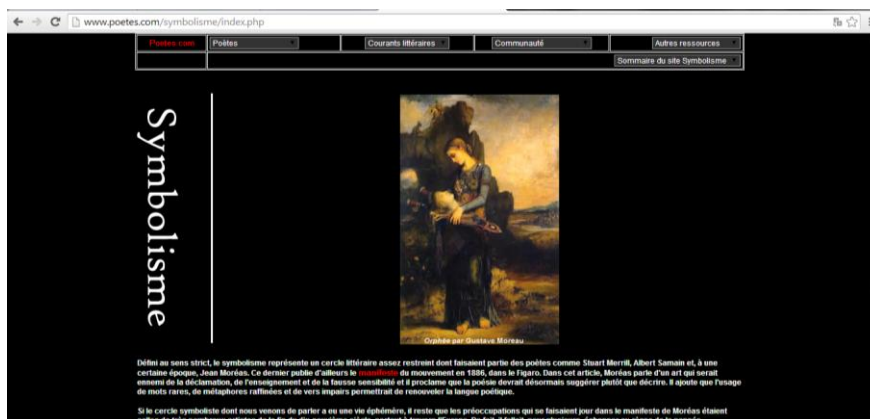 www.poetes.com/symbolisme/index.php
Poetes.com Poètes Courants littéraires Communauté Autres ressources
Sommaire du site Symbolisme
Symbolisme
Orphée par Gustave Moreau
Défini au sens strict, le symbolisme représente un cercle littéraire assez restreint dont faisaient partie des poètes comme Stuart Merrill, Albert Samain et, à une
certaine époque, Jean Moréas. Ce dernier publie d'ailleurs le manifeste du mouvement en 1886, dans le Figaro. Dans cet article, Moréas parle d'un art qui serait
ennemi de la déclamation, de l'enseignement et de la fausse sensibilité et il proclame que la poésie devrait désormais suggérer plutôt que décrire. Il ajoute que l'usage
de mots rares, de métaphores raffinées et de vers impairs permettrait de renouveler la langue poétique.
Si le cercle symboliste dont nous venons de parler a eu une vie éphémère, il reste que les préoccupations qui se faisaient jour dans le manifeste de Moréas étaient